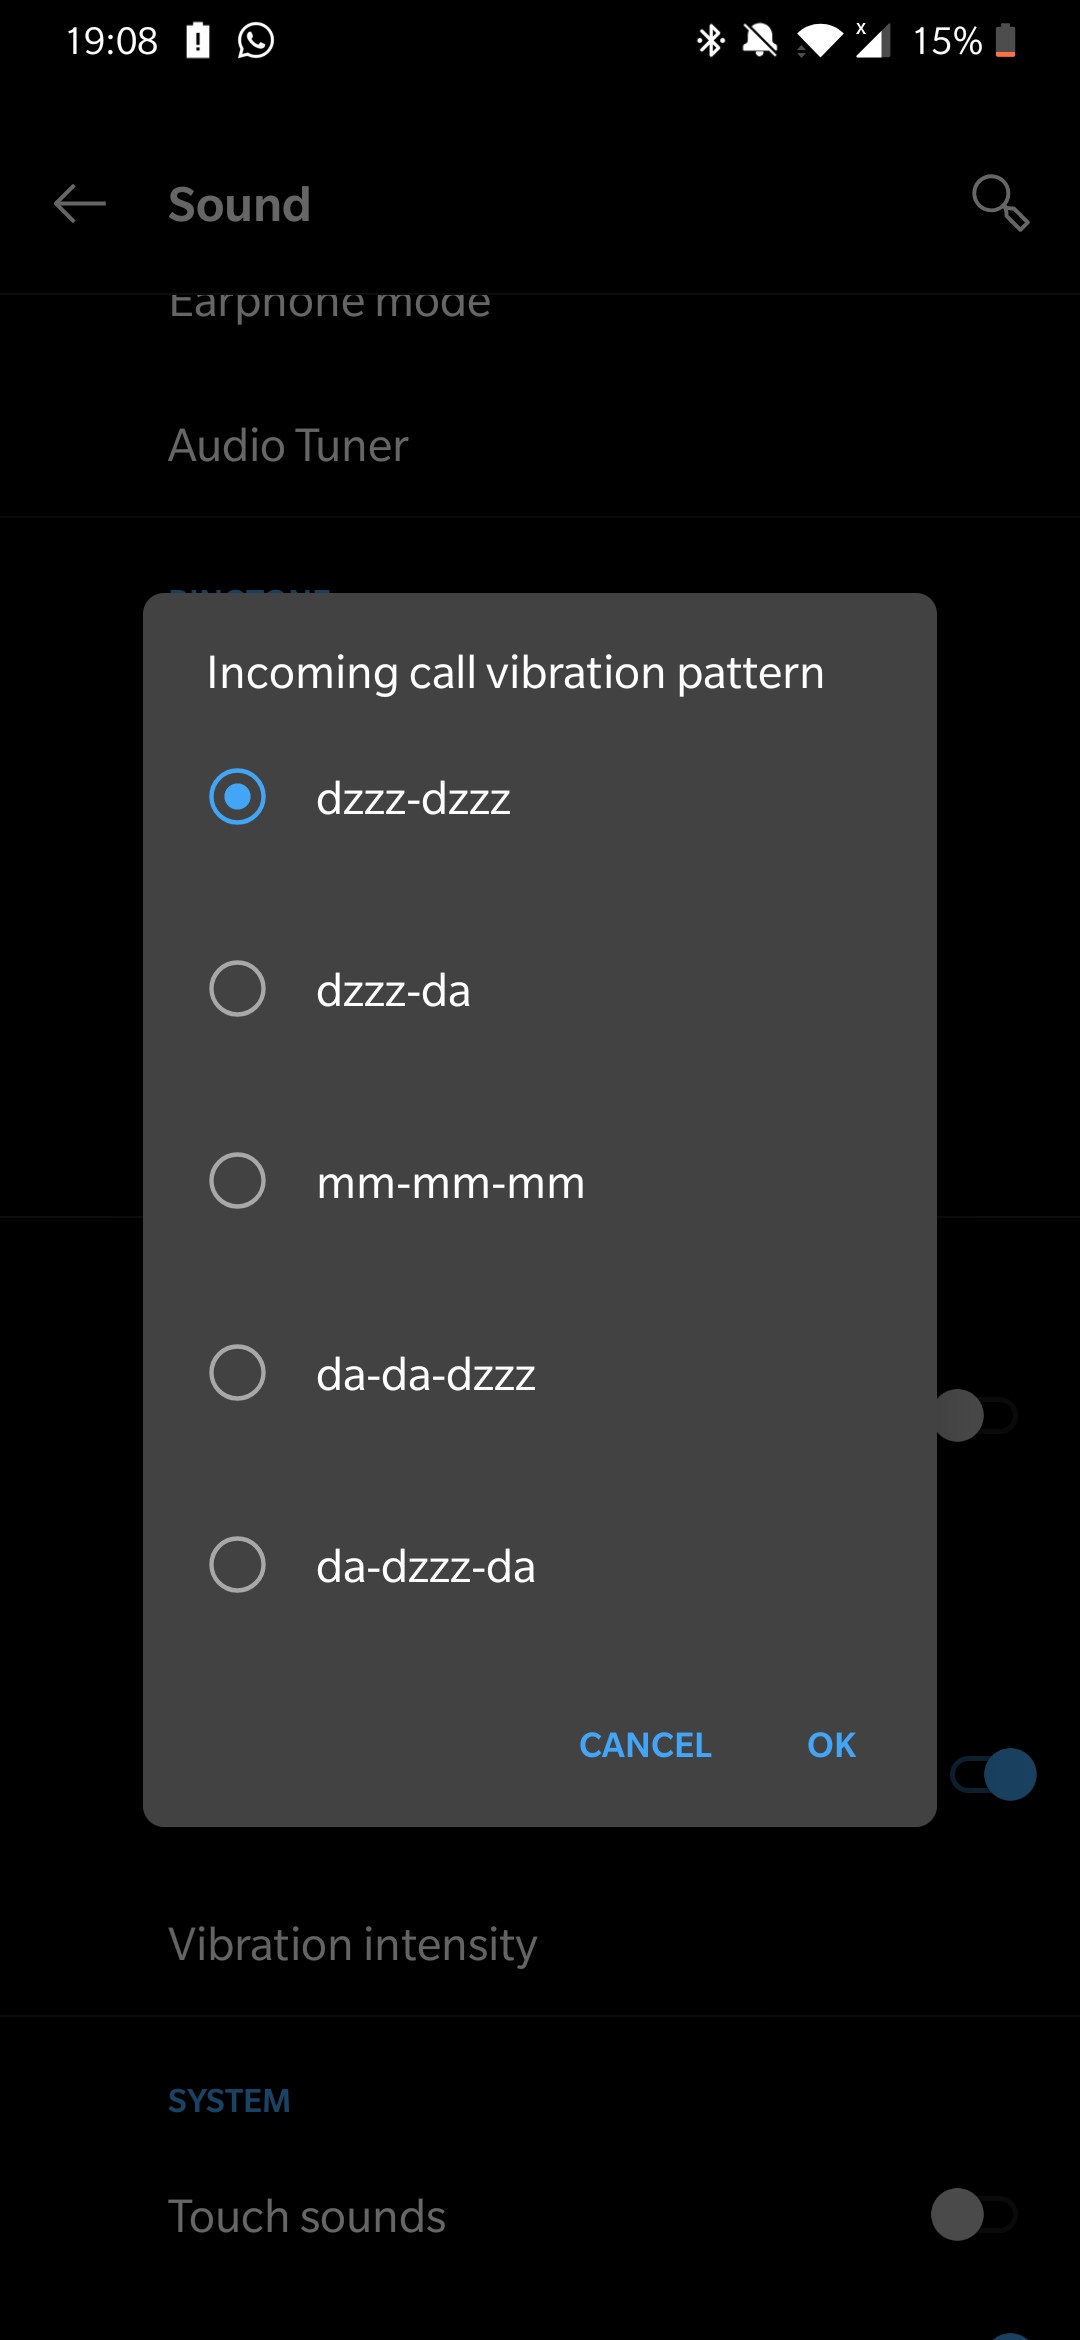 19:08
15%
Sound
Earphone mode
Audio Tuner
RINGTONE
Incoming call vibration pattern
dzzz-dzzz
dzzz-da
mm-mm-mm
da-da-dzzz
da-dzzz-da
CANCEL OK
Vibration intensity
SYSTEM
Touch sounds